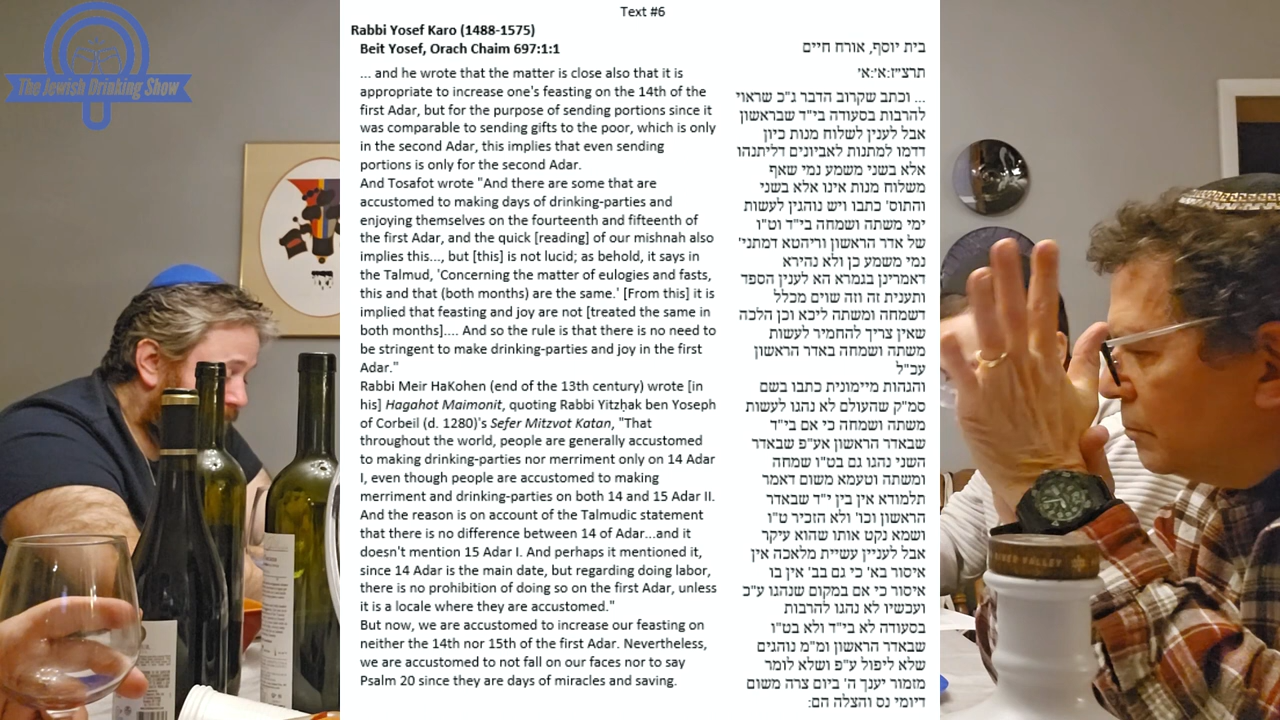 The Jewish Drinking Show
Text #6
Rabbi Yosef Karo (1488-1575)
Beit Yosef, Orach Chaim 697:1:1
... and he wrote that the matter is close also that it is
appropriate to increase one's feasting on the 14th of the
first Adar, but for the purpose of sending portions since it
was comparable to sending gifts to the poor, which is only
in the second Adar, this implies that even sending
portions is only for the second Adar.
And Tosafot wrote "And there are some that are
accustomed to making days of drinking-parties and
enjoying themselves on the fourteenth and fifteenth of
the first Adar, and the quick [reading] of our mishnah also
implies this..., but [this] is not lucid; as behold, it says in
the Talmud, 'Concerning the matter of eulogies and fasts,
this and that (both months) are the same.' [From this] it is
implied that feasting and joy are not [treated the same in
both months].... And so the rule is that there is no need to
be stringent to make drinking-parties and joy in the first
Adar."
Rabbi Meir HaKohen (end of the 13th century) wrote [in
his] Hagahot Maimonit, quoting Rabbi Yitzḥak ben Yoseph
of Corbeil (d. 1280)'s Sefer Mitzvot Katan, "That
throughout the world, people are generally accustomed
to making drinking-parties nor merriment only on 14 Adar
I, even though people are accustomed to making
merriment and drinking-parties on both 14 and 15 Adar II.
And the reason is on account of the Talmudic statement
that there is no difference between 14 of Adar...and it
doesn't mention 15 Adar I. And perhaps it mentioned it,
since 14 Adar is the main date, but regarding doing labor,
there is no prohibition of doing so on the first Adar, unless
it is a locale where they are accustomed."
But now, we are accustomed to increase our feasting on
neither the 14th nor 15th of the first Adar. Nevertheless,
we are accustomed to not fall on our faces nor to say
Psalm 20 since they are days of miracles and saving.
בית יוסף, אורח חיים
תרצ״ז:א׳:א׳
... וכתב שקרוב הדבר ג"כ שראוי
להרבות בסעודה בי"ד שבראשון
אבל לענין לשלוח מנות כיון
דדמו למתנות לאביונים דליתנהו
אלא בשני משמע נמי שאף
משלוח מנות אינו אלא בשני
והתוס' כתבו ויש נוהגין לעשות
ימי משתה ושמחה בי"ד וט"ו
של אדר הראשון וריהטא דמתני'
נמי משמע כן ולא נהירא
דאמרינן בגמרא הא לענין הספד
ותענית זה וזה שוים מכלל
דשמחה ומשתה ליכא וכן הלכה
שאין צריך להחמיר לעשות
משתה ושמחה באדר הראשון
עכ"ל
והגהות מיימונית כתבו בשם
סמ"ק שהעולם לא נהגו לעשות
משתה ושמחה כי אם בי"ד
שבאדר הראשון אע"פ שבאדר
השני נהגו גם בט"ו שמחה
ומשתה וטעמא משום דאמר
תלמודא אין בין י"ד שבאדר
הראשון וכו' ולא הזכיר ט"ו
ושמא נקט אותו שהוא עיקר
אבל לעניין עשיית מלאכה אין
איסור בא' כי גם בב' אין בו
איסור כי אם במקום שנהגו ע"כ
ועכשיו לא נהגו להרבות
בסעודה לא בי"ד ולא בט"ו
שבאדר הראשון ומ"מ נוהגים
שלא ליפול ע"פ ושלא לומר
מזמור יענך ה' ביום צרה משום
דיומי נס והצלה הם: